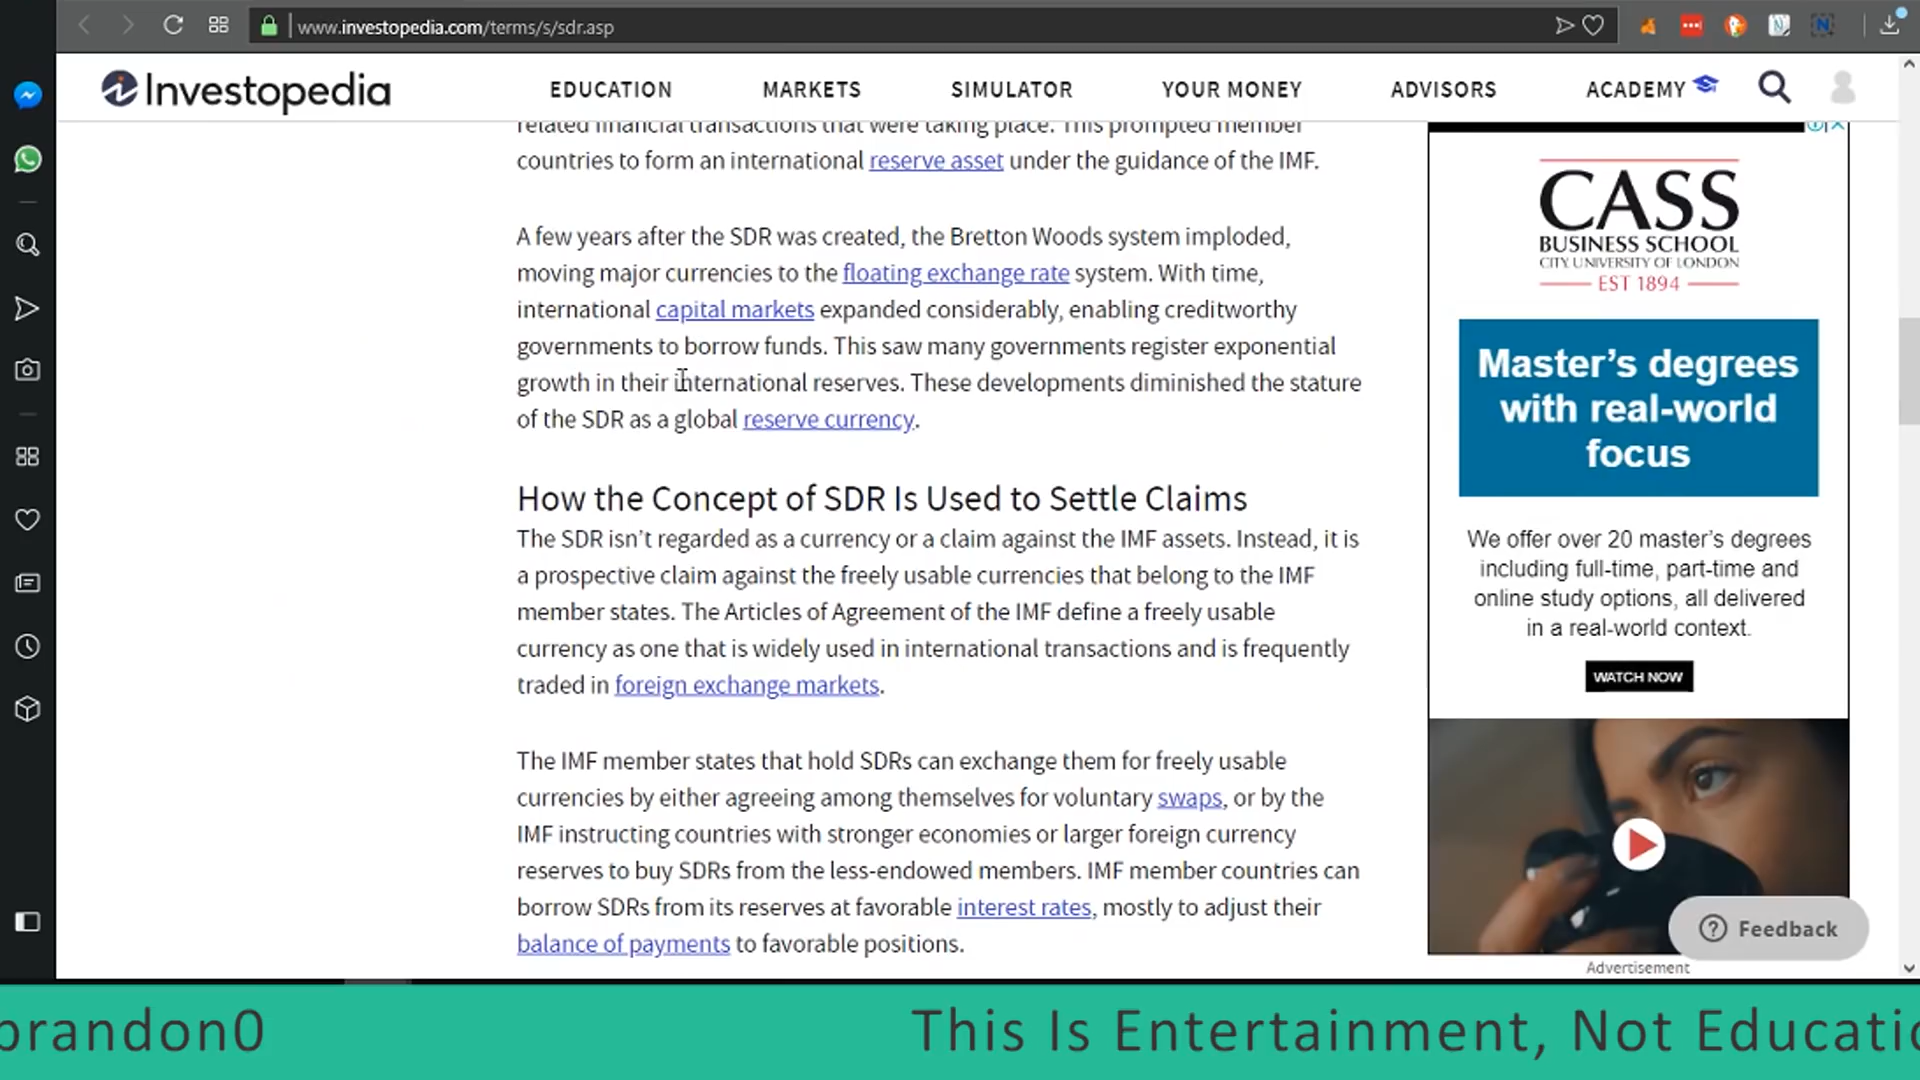 www.investopedia.com/terms/s/sdr.asp
Investopedia
EDUCATION MARKETS SIMULATOR YOUR MONEY ADVISORS ACADEMY
related financial transactions that were taking place. This prompted member
countries to form an international reserve asset under the guidance of the IMF.
A few years after the SDR was created, the Bretton Woods system imploded,
moving major currencies to the floating exchange rate system. With time,
international capital markets expanded considerably, enabling creditworthy
governments to borrow funds. This saw many governments register exponential
growth in their international reserves. These developments diminished the stature
of the SDR as a global reserve currency.
How the Concept of SDR Is Used to Settle Claims
The SDR isn’t regarded as a currency or a claim against the IMF assets. Instead, it is
a prospective claim against the freely usable currencies that belong to the IMF
member states. The Articles of Agreement of the IMF define a freely usable
currency as one that is widely used in international transactions and is frequently
traded in foreign exchange markets.
The IMF member states that hold SDRs can exchange them for freely usable
currencies by either agreeing among themselves for voluntary swaps, or by the
IMF instructing countries with stronger economies or larger foreign currency
reserves to buy SDRs from the less-endowed members. IMF member countries can
borrow SDRs from its reserves at favorable interest rates, mostly to adjust their
balance of payments to favorable positions.
CASS
BUSINESS SCHOOL
CITY, UNIVERSITY OF LONDON
EST 1894
Master’s degrees
with real-world
focus
We offer over 20 master’s degrees
including full-time, part-time and
online study options, all delivered
in a real-world context.
WATCH NOW
Feedback
Advertisement
brandon0
This Is Entertainment, Not Educatio